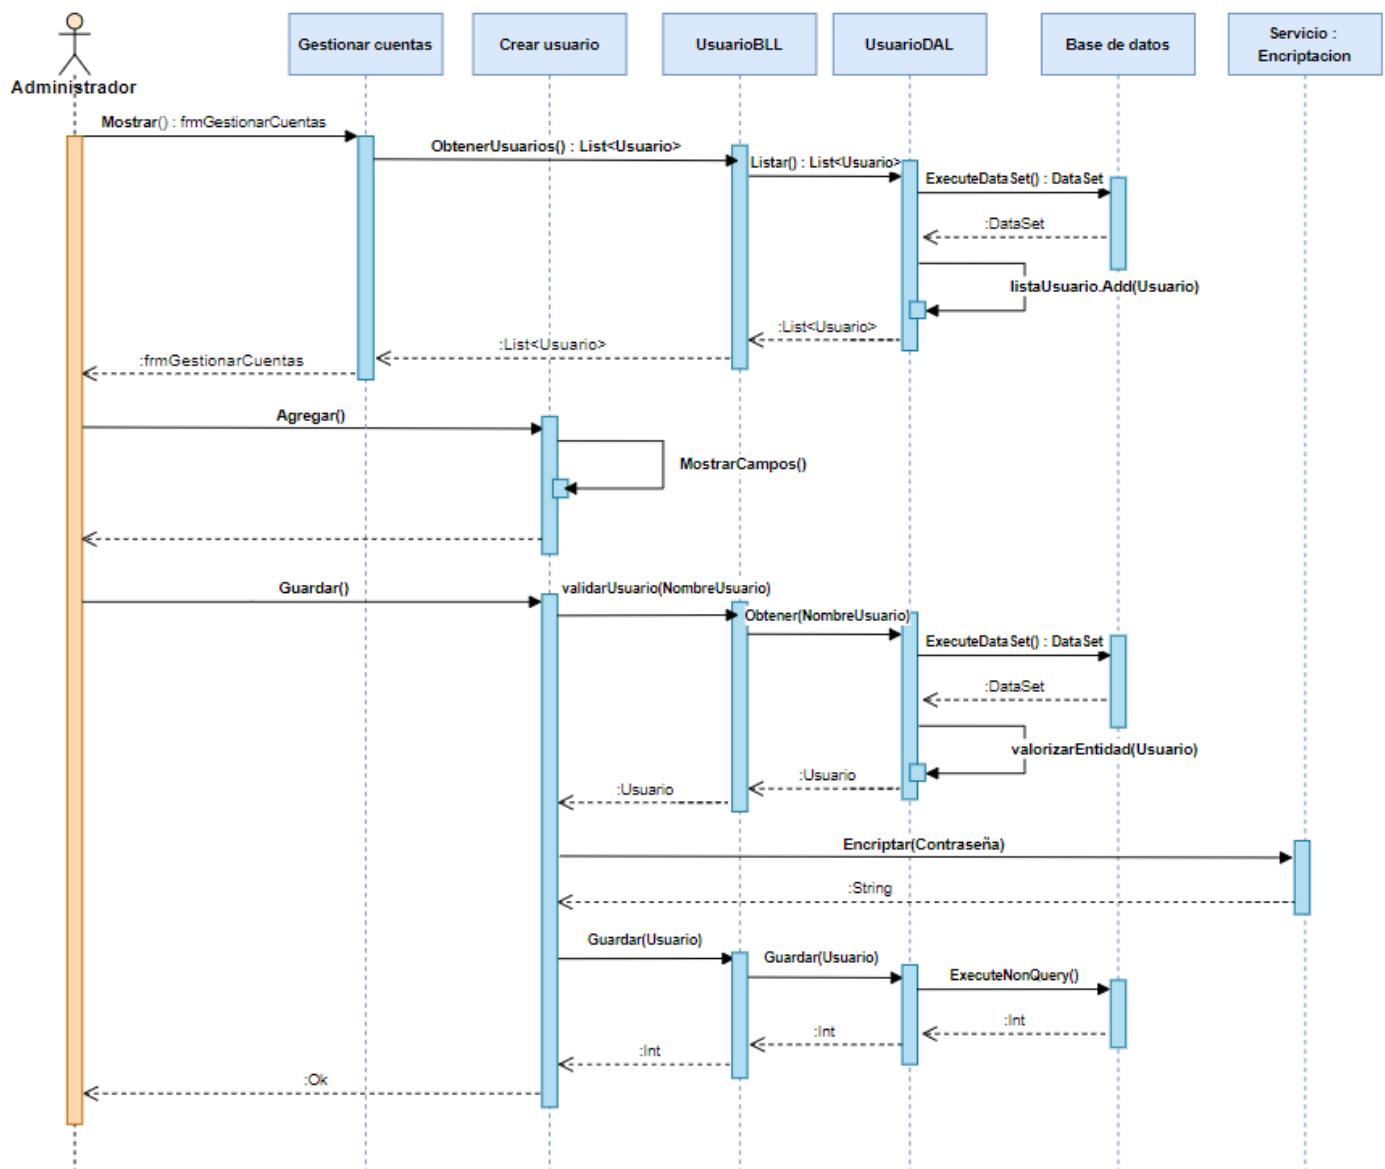 Administrador
Gestionar cuentas
Crear usuario
UsuarioBLL
UsuarioDAL
Base de datos
Servicio :
Encriptacion
Mostrar() : frmGestionarCuentas
ObtenerUsuarios() : List<Usuario>
Listar() : List<Usuario>
ExecuteDataSet() : DataSet
:DataSet
listaUsuario.Add(Usuario)
:List<Usuario>
:List<Usuario>
:frmGestionarCuentas
Agregar()
MostrarCampos()
Guardar()
validarUsuario(NombreUsuario)
Obtener(NombreUsuario)
ExecuteDataSet() : DataSet
:DataSet
valorizarEntidad(Usuario)
:Usuario
:Usuario
Encriptar(Contraseña)
:String
Guardar(Usuario)
Guardar(Usuario)
ExecuteNonQuery()
:Int
:Int
:Int
:Ok